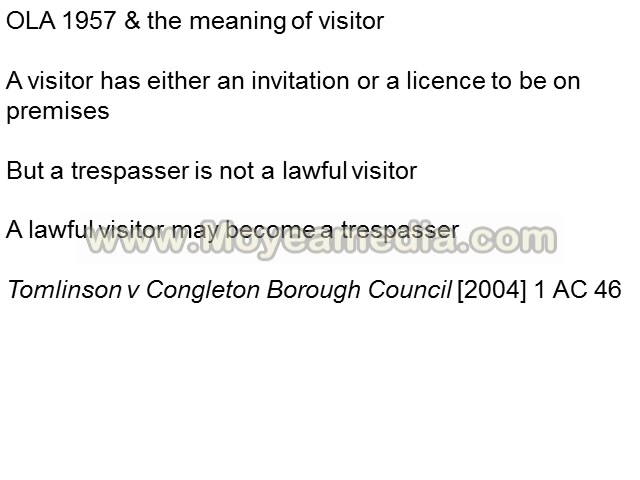 OLA 1957 & the meaning of visitor
A visitor has either an invitation or a licence to be on
premises
But a trespasser is not a lawful visitor
A lawful visitor may become a trespasser
www.Moyeamedia.com
Tomlinson v Congleton Borough Council [2004] 1 AC 46